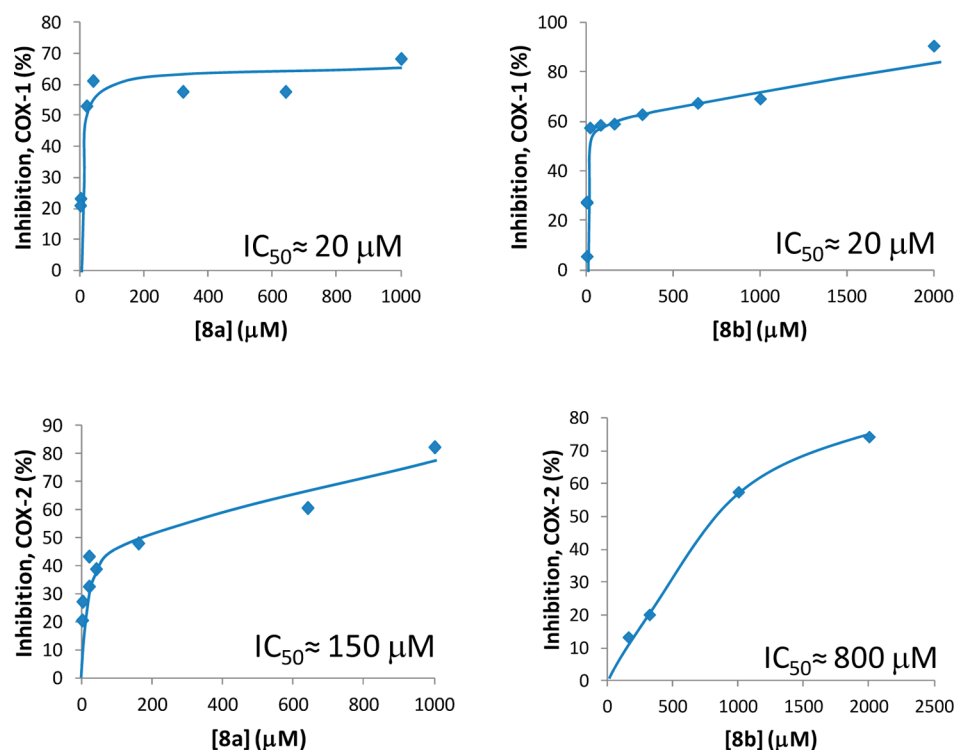 Inhibition, COX-1 (%)
80
70
60
50
40
30
20
10
0
IC50≈ 20 μM
0 200 400 600 800 1000
[8a] (μM)
Inhibition, COX-1 (%)
100
80
60
40
20
0
IC50≈ 20 μM
0 500 1000 1500 2000
[8b] (μM)
Inhibition, COX-2 (%)
90
80
70
60
50
40
30
20
10
0
IC50≈ 150 μM
0 200 400 600 800 1000
[8a] (μM)
Inhibition, COX-2 (%)
80
70
60
50
40
30
20
10
0
IC50≈ 800 μM
0 500 1000 1500 2000 2500
[8b] (μM)